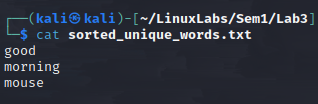 ┌──(kali㉿kali)-[~/LinuxLabs/Sem1/Lab3]
└─$ cat sorted_unique_words.txt
good
morning
mouse